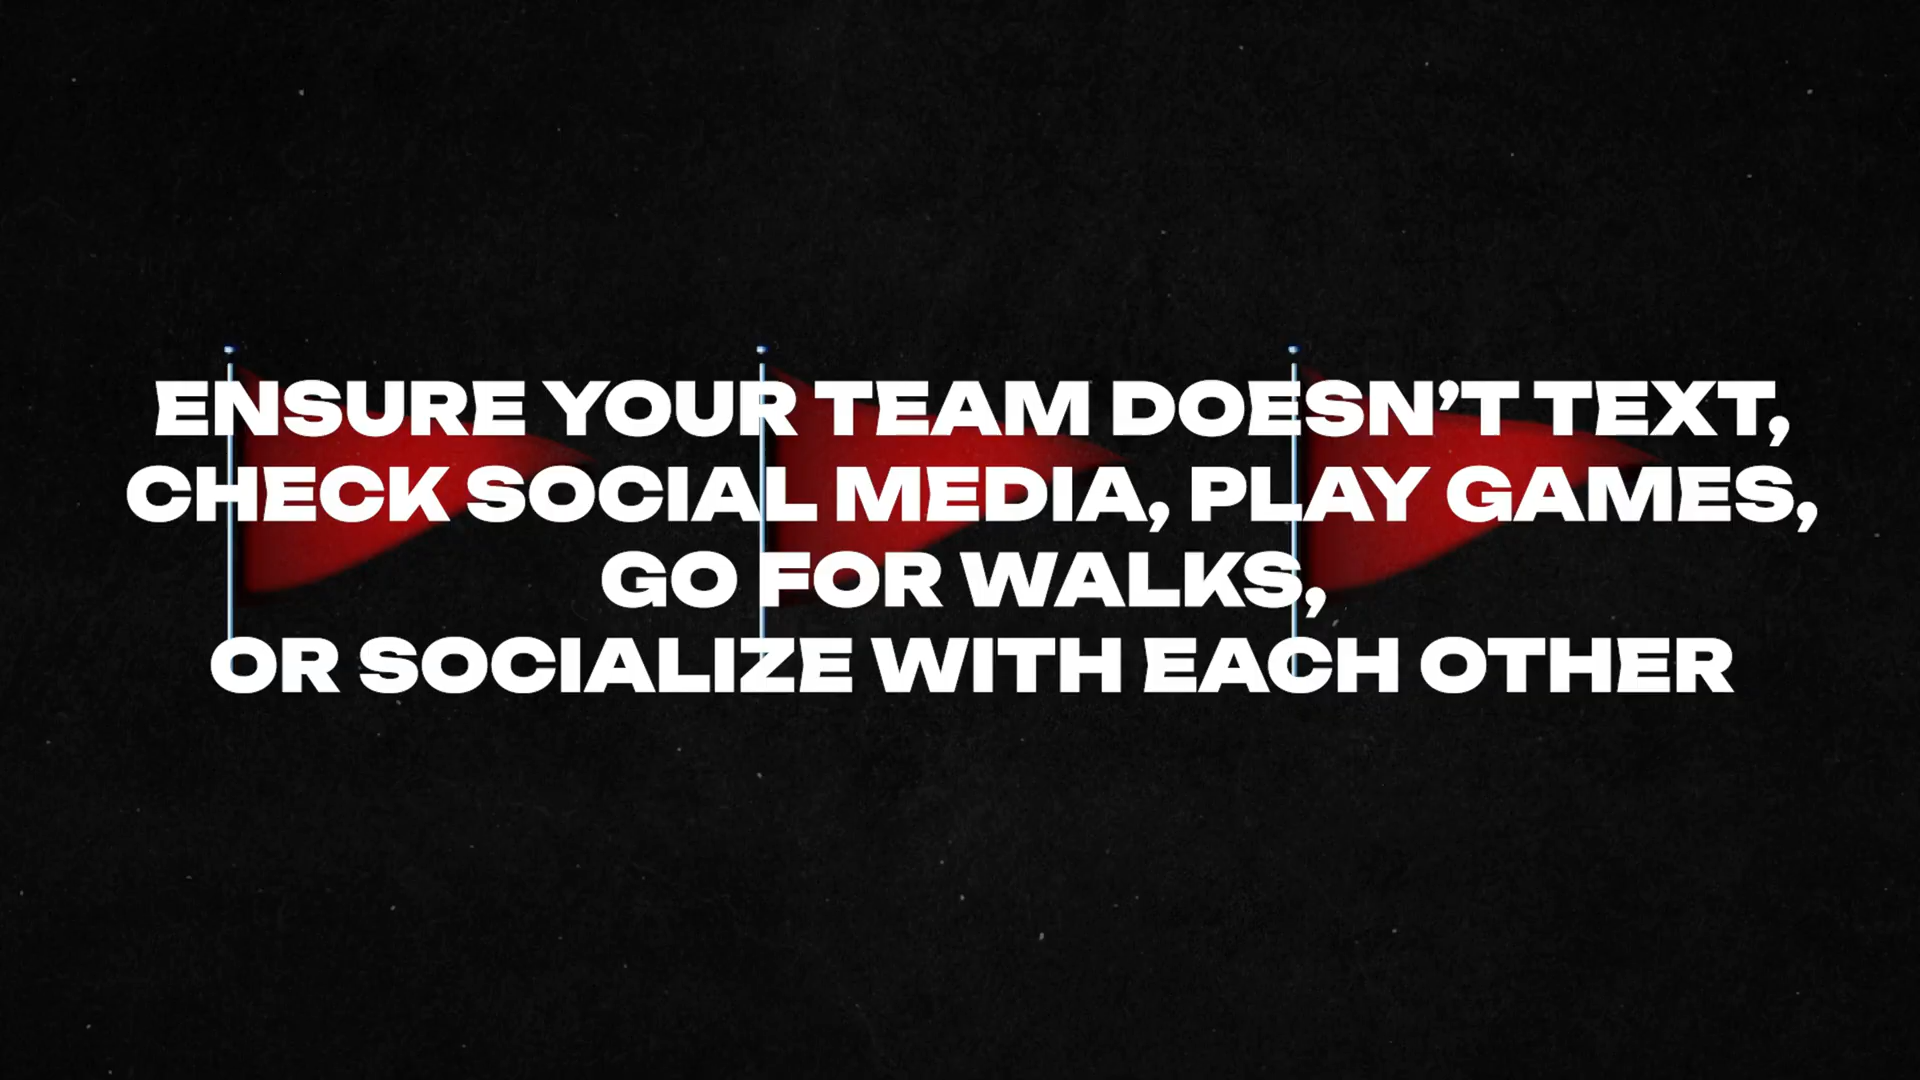 ENSURE YOUR TEAM DOESN’T TEXT,
CHECK SOCIAL MEDIA, PLAY GAMES,
GO FOR WALKS,
OR SOCIALIZE WITH EACH OTHER